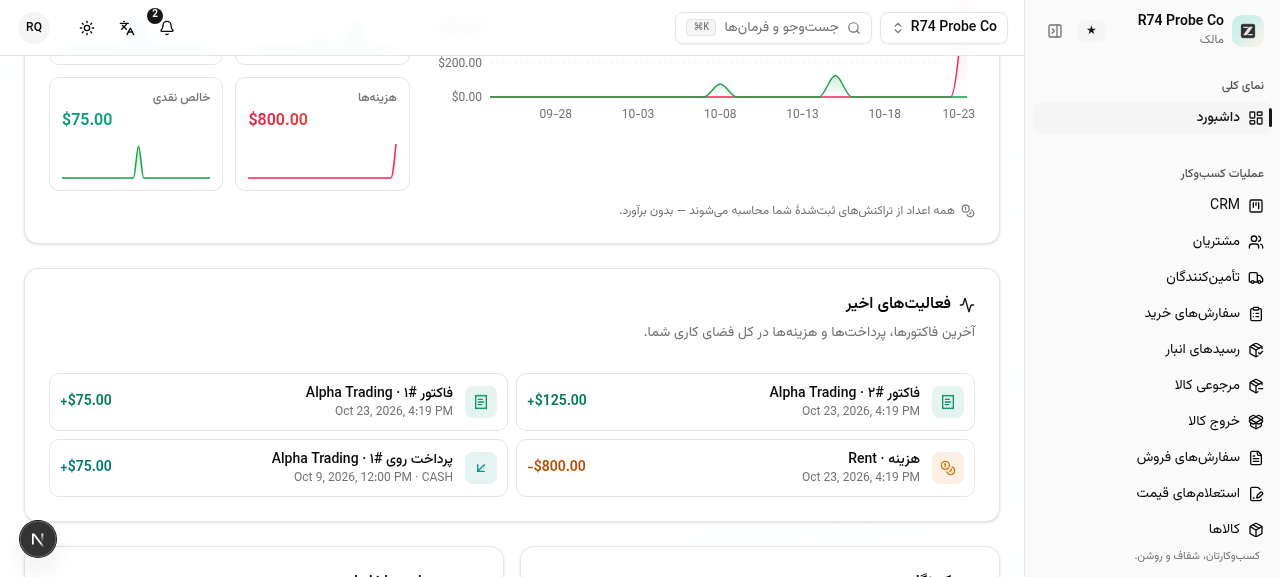 R74 Probe Co
مالک
نمای کلی
داشبورد
عملیات کسب‌وکار
CRM
مشتریان
تأمین‌کنندگان
سفارش‌های خرید
رسیدهای انبار
مرجوعی کالا
خروج کالا
سفارش‌های فروش
استعلام‌های قیمت
کالاها
کسب‌وکارتان، شفاف و روشن.
R74 Probe Co
جست‌وجو و فرمان‌ها
⌘K
2
RQ
$200.00
$0.00
09-28
10-03
10-08
10-13
10-18
10-23
هزینه‌ها
$800.00
خالص نقدی
$75.00
همه اعداد از تراکنش‌های ثبت‌شدهٔ شما محاسبه می‌شوند — بدون برآورد.
فعالیت‌های اخیر
آخرین فاکتورها، پرداخت‌ها و هزینه‌ها در کل فضای کاری شما.
فاکتور #۲ · Alpha Trading
Oct 23, 2026, 4:19 PM
+$125.00
فاکتور #۱ · Alpha Trading
Oct 23, 2026, 4:19 PM
+$75.00
هزینه · Rent
Oct 23, 2026, 4:19 PM
-$800.00
پرداخت روی #۱ · Alpha Trading
Oct 9, 2026, 12:00 PM · CASH
+$75.00